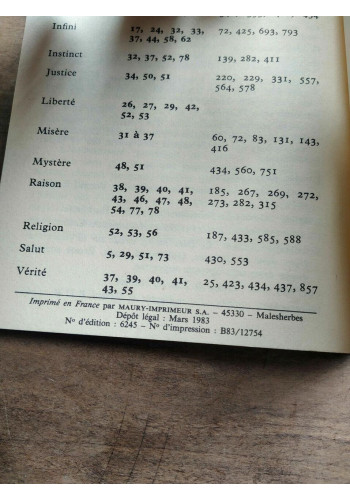 Infini 17, 24, 32, 33, 72, 425, 693, 793
37, 44, 58, 62
Instinct 32, 37, 52, 78 139, 282, 411
Justice 34, 50, 51 220, 229, 331, 557,
564, 578
Liberté 26, 27, 29, 42,
52, 53
Misère 31 à 37 60, 72, 83, 131, 143,
416
Mystère 48, 51 434, 560, 751
Raison 38, 39, 40, 41, 185, 267, 269, 272,
43, 46, 47, 48, 273, 282, 315
54, 77, 78
Religion 52, 53, 56 187, 433, 585, 588
Salut 5, 29, 51, 73 430, 553
Vérité 37, 39, 40, 41, 25, 423, 434, 437, 857
43, 55
Imprimé en France par MAURY-IMPRIMEUR S.A. – 45330 – Malesherbes
Dépôt légal : Mars 1983
Nº d'édition : 6245 – Nº d'impression : B83/12754